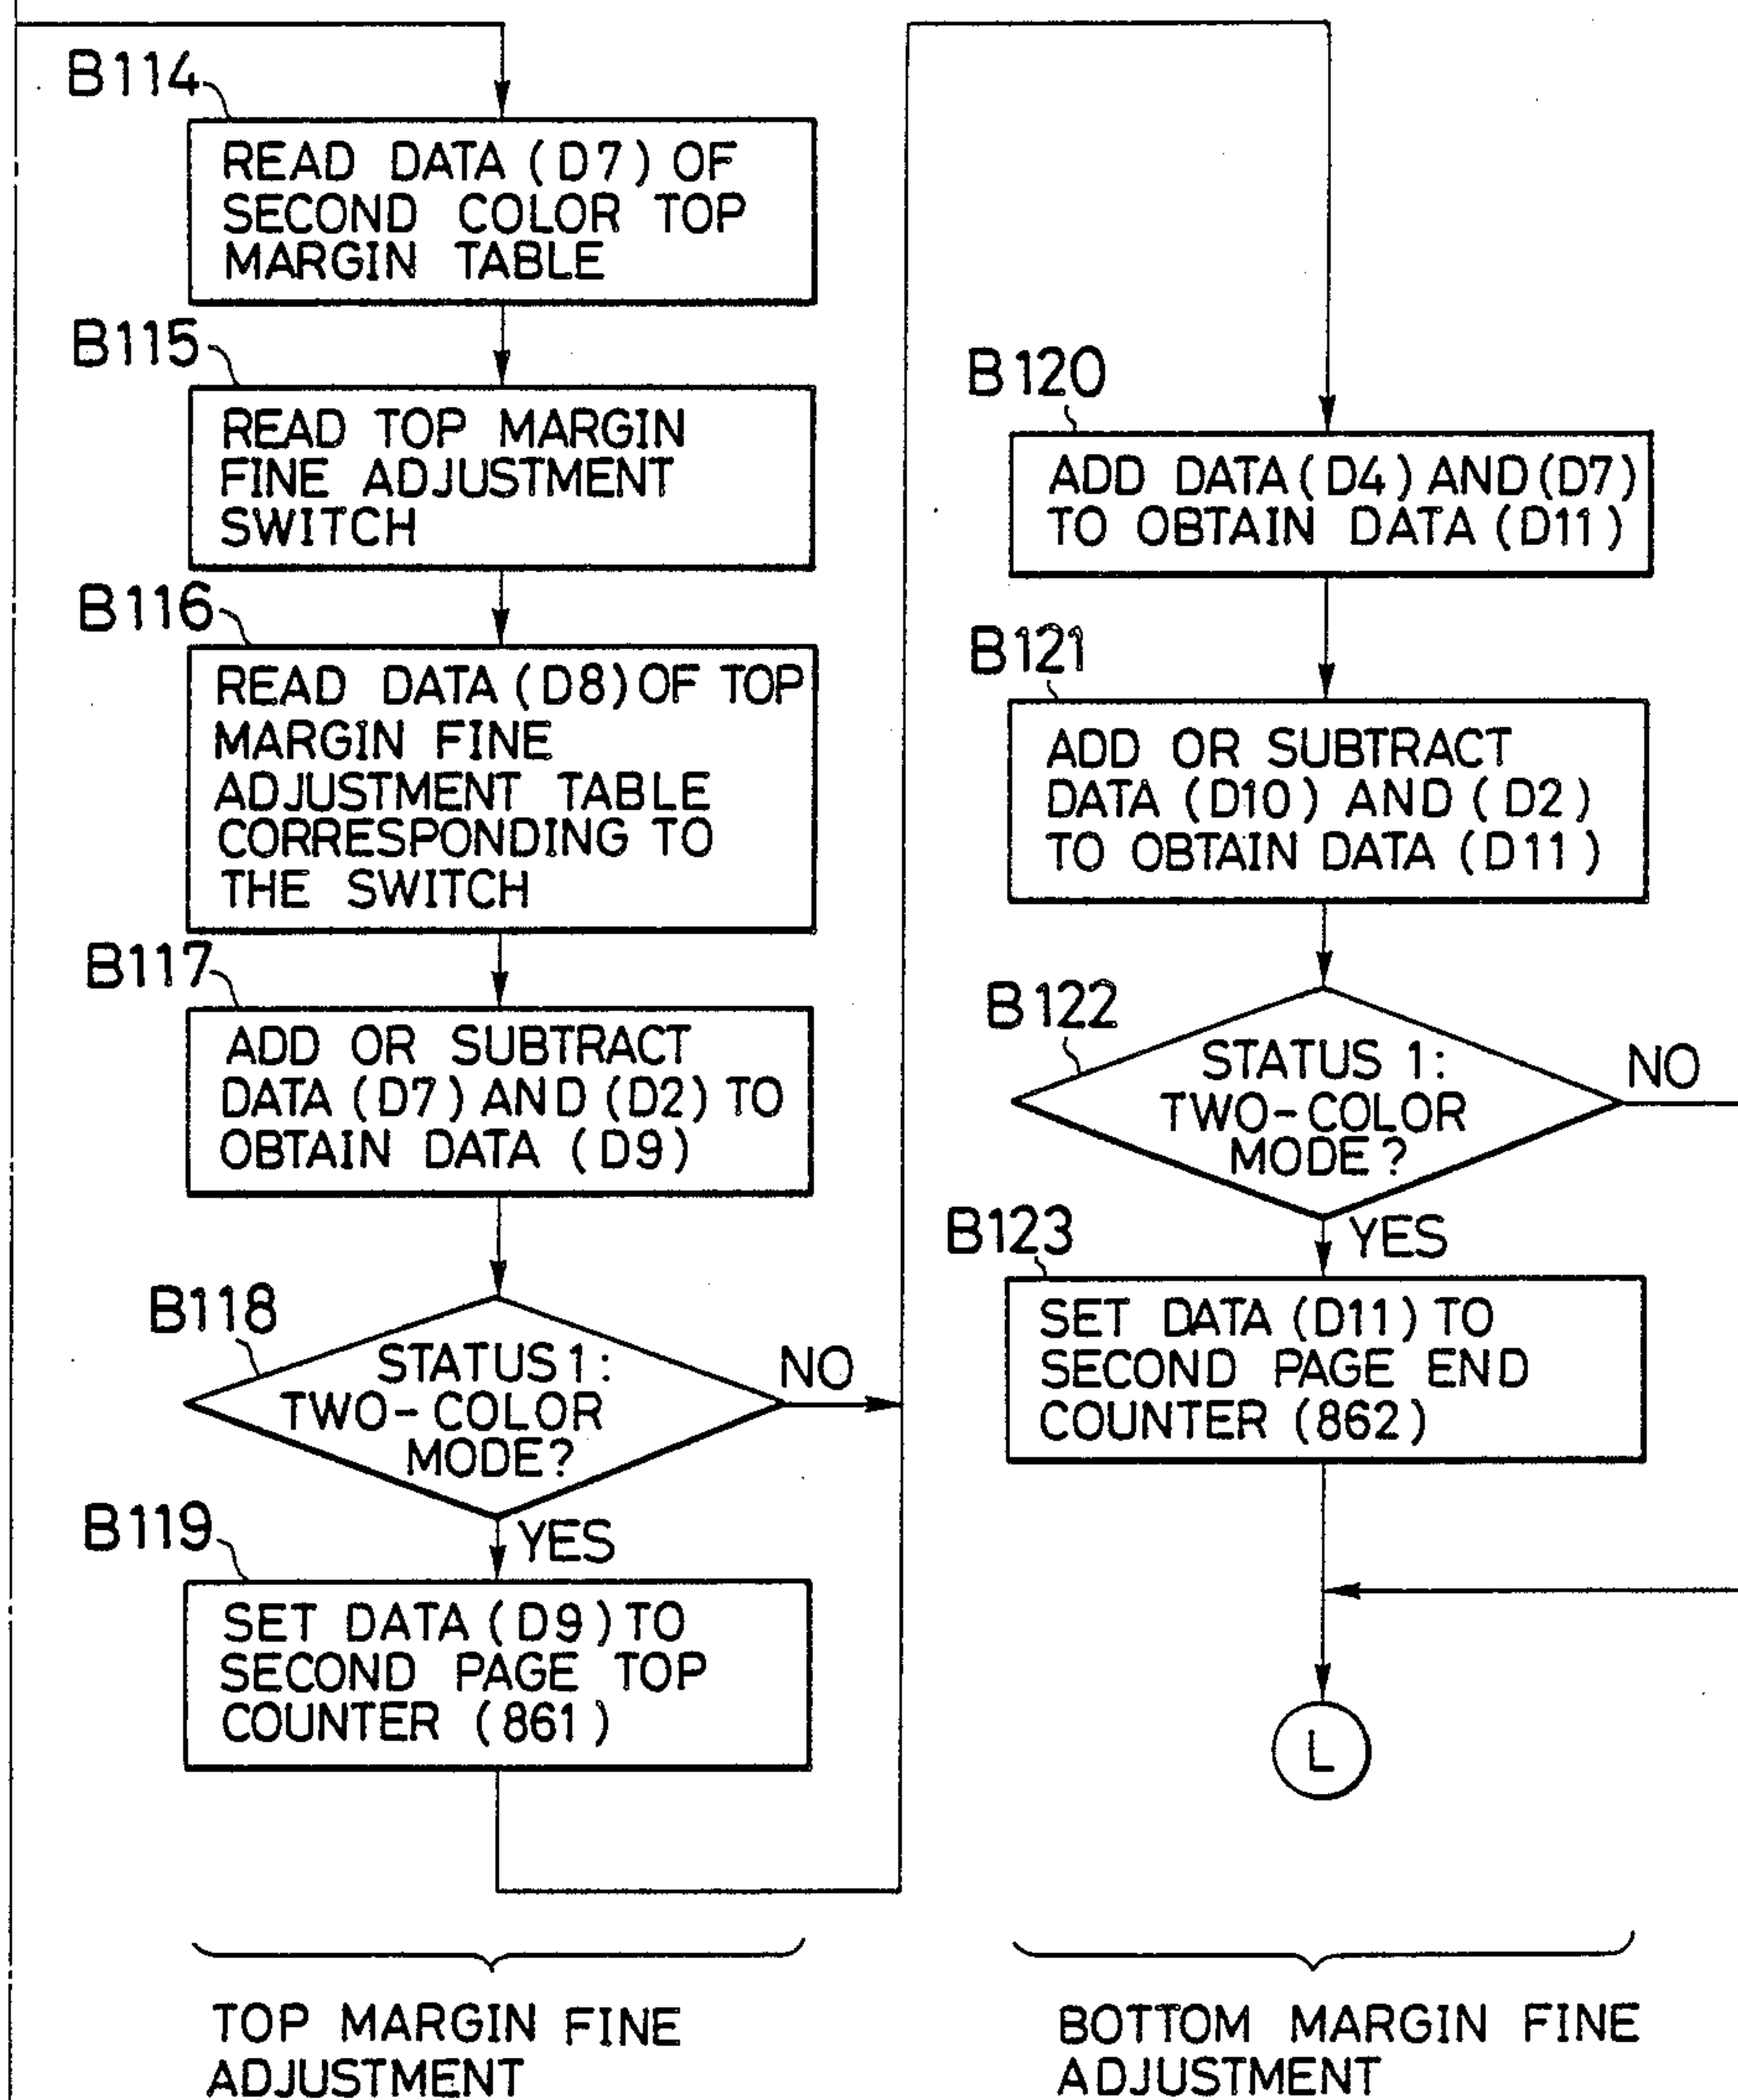 B114
READ DATA (D7) OF
SECOND COLOR TOP
MARGIN TABLE
B115
READ TOP MARGIN
FINE ADJUSTMENT
SWITCH
B116
READ DATA (D8) OF TOP
MARGIN FINE
ADJUSTMENT TABLE
CORRESPONDING TO
THE SWITCH
B117
ADD OR SUBTRACT
DATA (D7) AND (D2) TO
OBTAIN DATA (D9)
B118
STATUS 1:
TWO-COLOR
MODE?
NO
YES
B119
SET DATA (D9) TO
SECOND PAGE TOP
COUNTER (861)
TOP MARGIN FINE
ADJUSTMENT
B120
ADD DATA (D4) AND (D7)
TO OBTAIN DATA (D11)
B121
ADD OR SUBTRACT
DATA (D10) AND (D2)
TO OBTAIN DATA (D11)
B122
STATUS 1:
TWO-COLOR
MODE?
NO
YES
B123
SET DATA (D11) TO
SECOND PAGE END
COUNTER (862)
L
BOTTOM MARGIN FINE
ADJUSTMENT